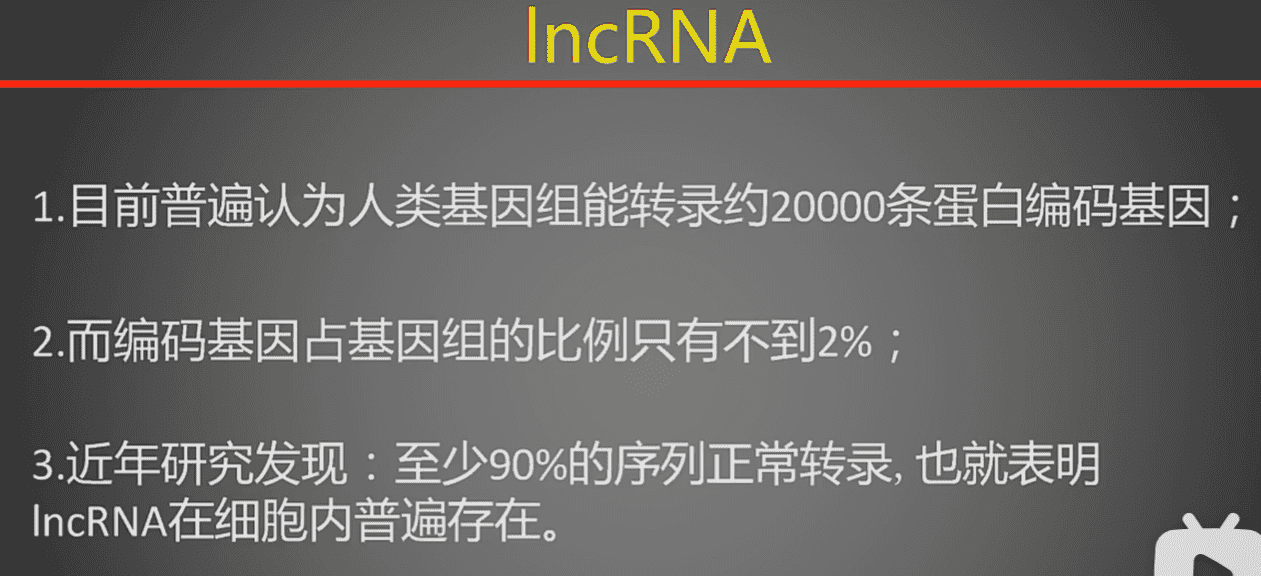 lncRNA
1.目前普遍认为人类基因组能转录约20000条蛋白编码基因；
2.而编码基因占基因组的比例只有不到2%；
3.近年研究发现：至少90%的序列正常转录, 也就表明
lncRNA在细胞内普遍存在。